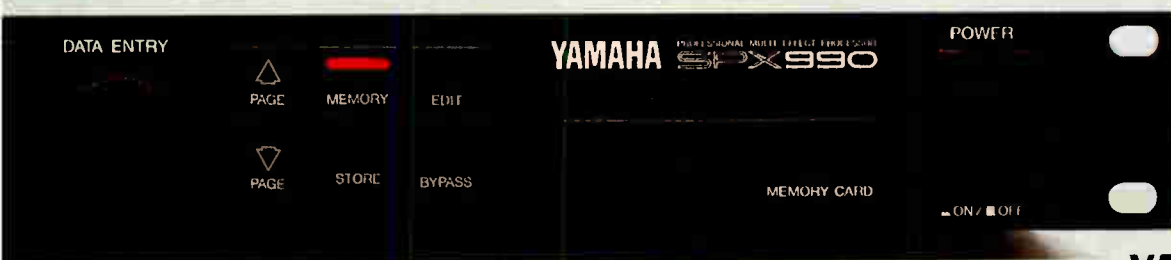 DATA ENTRY
PAGE
MEMORY
EDIT
PAGE
STORE
BYPASS
YAMAHA
PROFESSIONAL MULTI EFFECT PROCESSOR
SPX990
MEMORY CARD
POWER
ON / OFF